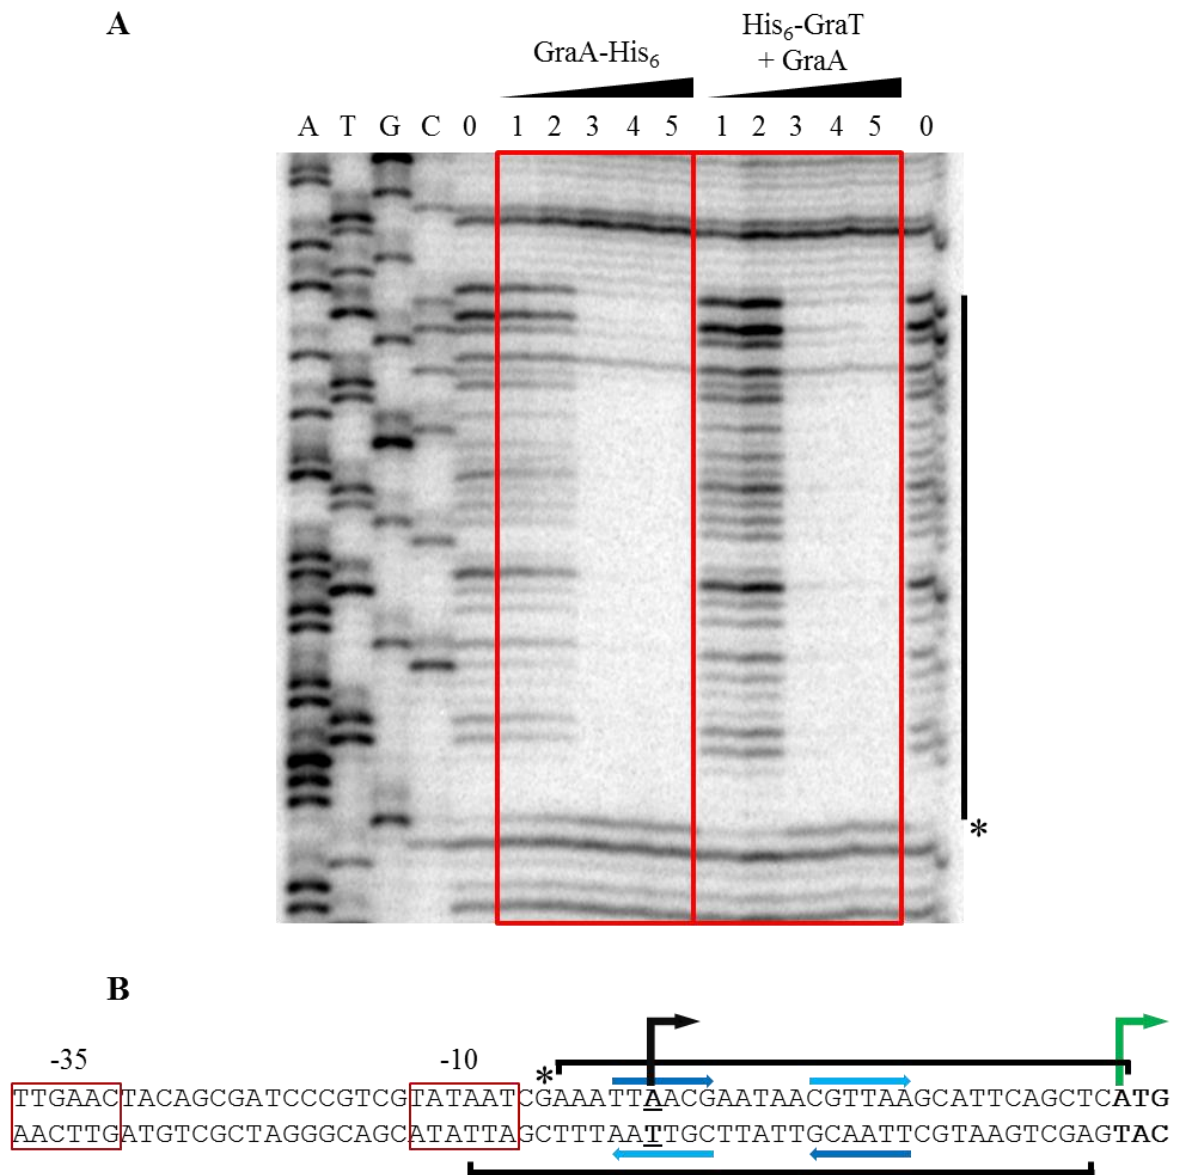 A
His₆-GraT
+ GraA
GraA-His₆
A T G C 0 1 2 3 4 5 1 2 3 4 5 0
*
B
-35 -10
*
TTGAACTACAGCGATCCCGTCGTATAATCGAAATTAACGAATAACGTTAAGCATTCAGCTCATG
AACTTGATGTCGCTAGGGCAGCATATTAGCTTTAATTGCTTATTGCAATTCGTAAGTCGAGTAC